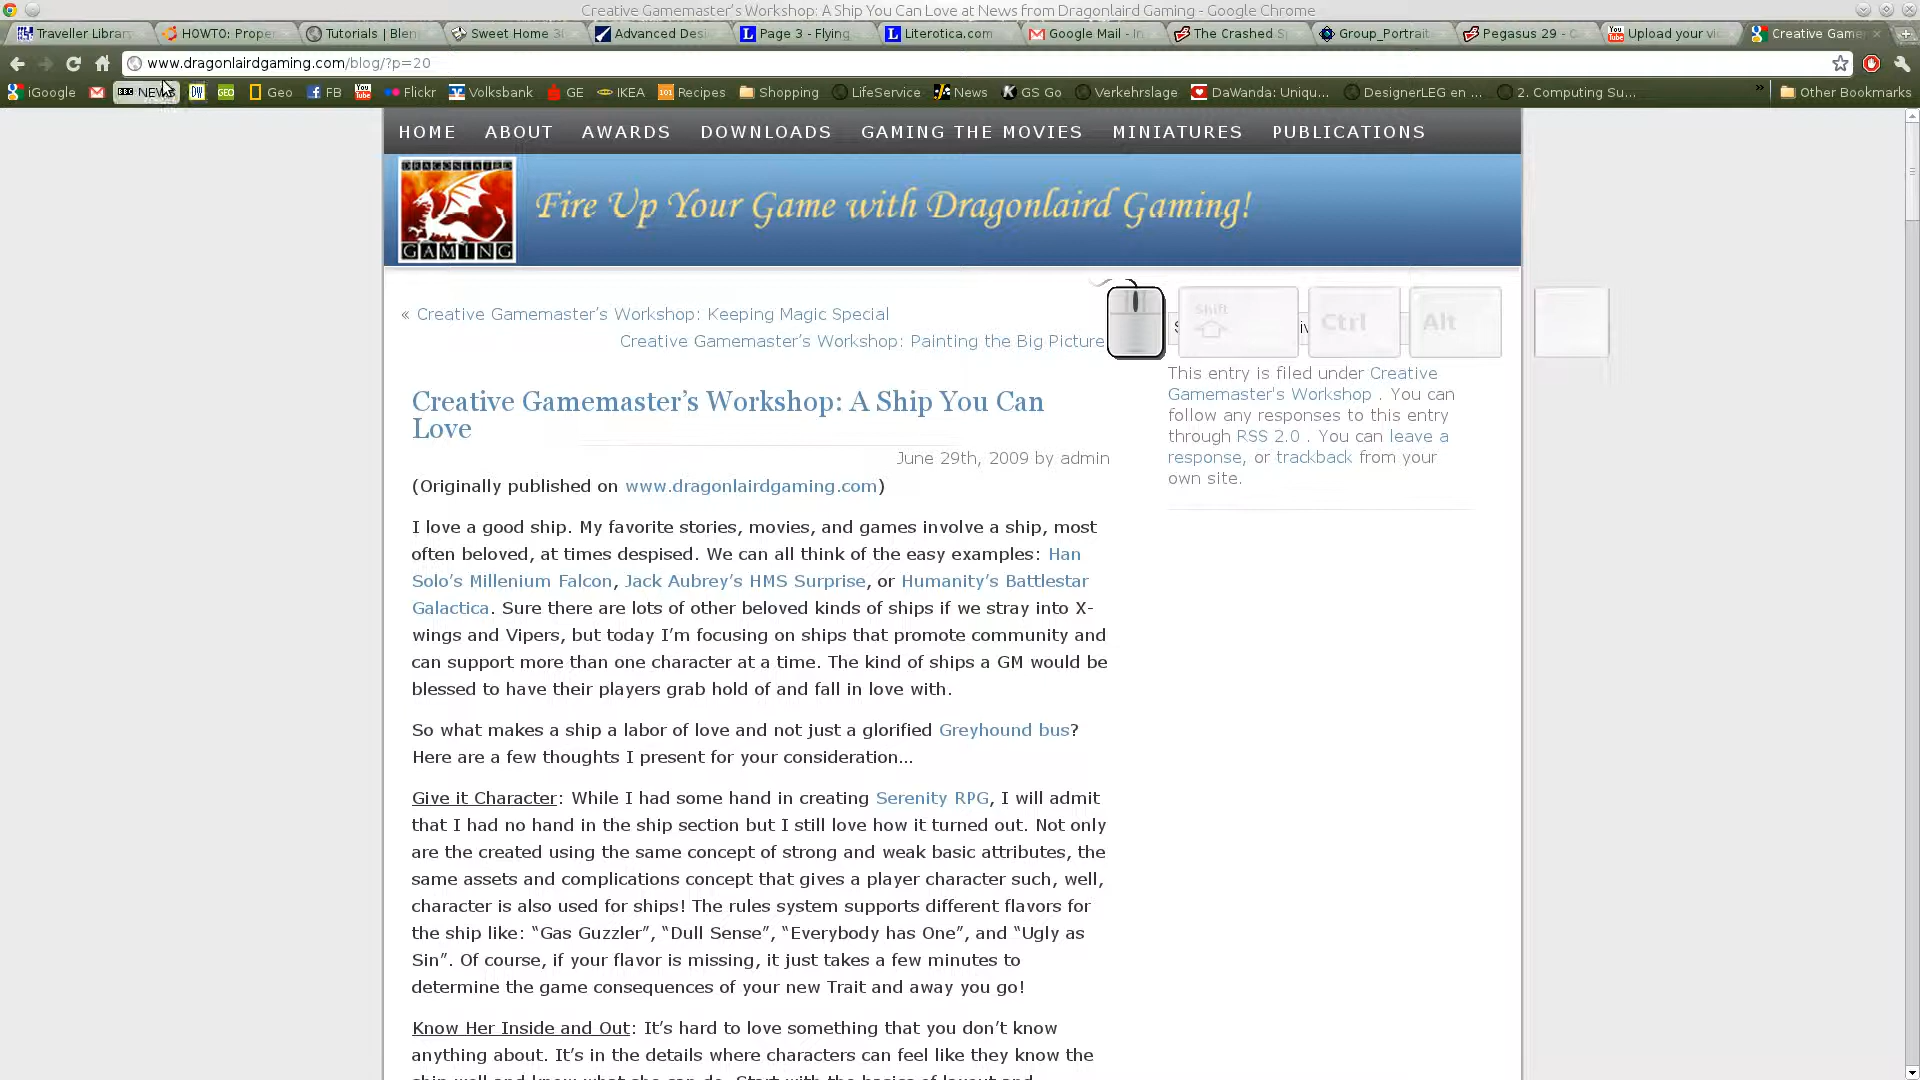 Creative Gamemaster's Workshop: A Ship You Can Love at News from Dragonlaird Gaming - Google Chrome
Traveller Library
HOWTO: Prope
Tutorials | Blen
Sweet Home 3
Advanced Desi
Page 3 - Flying
Literotica.com
Google Mail - In
The Crashed S
Group_Portrait
Pegasus 29 - C
Upload your vi
Creative Game
www.dragonlairdgaming.com/blog/?p=20
iGoogle
BBC NEWS
DW
GEO
Geo
FB
You Tube
Flickr
Volksbank
GE
IKEA
101 Recipes
Shopping
LifeService
News
GS Go
Verkehrslage
DaWanda: Uniqu...
DesignerLEG en ...
2. Computing Su...
»
Other Bookmarks
HOME ABOUT AWARDS DOWNLOADS GAMING THE MOVIES MINIATURES PUBLICATIONS
DRAGONLAIRD
GAMING
Fire Up Your Game with Dragonlaird Gaming!
« Creative Gamemaster's Workshop: Keeping Magic Special
Creative Gamemaster's Workshop: Painting the Big Picture
Shift
Ctrl
Alt
Creative Gamemaster's Workshop: A Ship You Can
Love
June 29th, 2009 by admin
(Originally published on www.dragonlairdgaming.com)
I love a good ship. My favorite stories, movies, and games involve a ship, most
often beloved, at times despised. We can all think of the easy examples: Han
Solo's Millenium Falcon, Jack Aubrey's HMS Surprise, or Humanity's Battlestar
Galactica. Sure there are lots of other beloved kinds of ships if we stray into X-
wings and Vipers, but today I'm focusing on ships that promote community and
can support more than one character at a time. The kind of ships a GM would be
blessed to have their players grab hold of and fall in love with.
So what makes a ship a labor of love and not just a glorified Greyhound bus?
Here are a few thoughts I present for your consideration...
Give it Character: While I had some hand in creating Serenity RPG, I will admit
that I had no hand in the ship section but I still love how it turned out. Not only
are the created using the same concept of strong and weak basic attributes, the
same assets and complications concept that gives a player character such, well,
character is also used for ships! The rules system supports different flavors for
the ship like: “Gas Guzzler”, “Dull Sense”, “Everybody has One”, and “Ugly as
Sin”. Of course, if your flavor is missing, it just takes a few minutes to
determine the game consequences of your new Trait and away you go!
Know Her Inside and Out: It's hard to love something that you don't know
anything about. It's in the details where characters can feel like they know the
This entry is filed under Creative
Gamemaster's Workshop . You can
follow any responses to this entry
through RSS 2.0 . You can leave a
response, or trackback from your
own site.